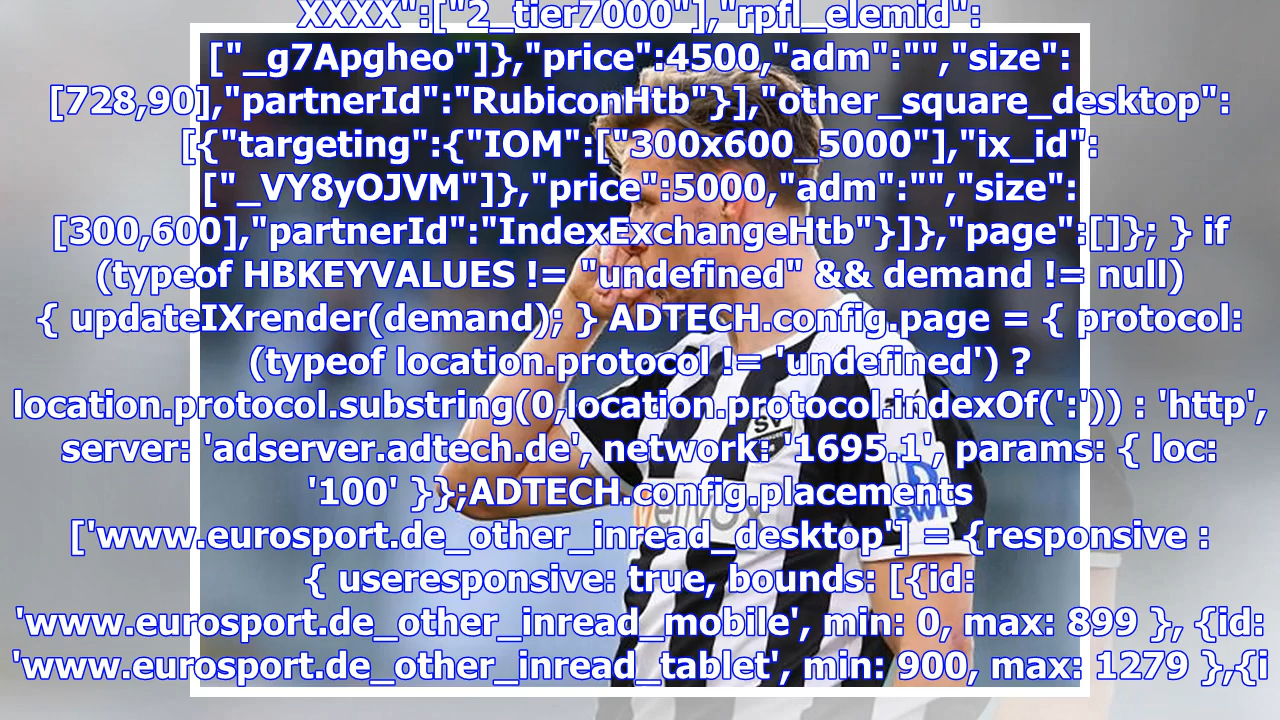 XXXX":["2_tier7000"],"rpfl_elemid":
["_g7Apgheo"]},"price":4500,"adm":"","size":
[728,90],"partnerId":"RubiconHtb"}],"other_square_desktop":
[{"targeting":{"IOM":["300x600_5000"],"ix_id":
["_VY8yOJVM"]},"price":5000,"adm":"","size":
[300,600],"partnerId":"IndexExchangeHtb"}]},"page":[]}; } if
(typeof HBKEYVALUES != "undefined" && demand != null)
{ updateIXrender(demand); } ADTECH.config.page = { protocol:
(typeof location.protocol != 'undefined') ?
location.protocol.substring(0,location.protocol.indexOf(':')) : 'http',
server: 'adserver.adtech.de', network: '1695.1', params: { loc:
'100' }};ADTECH.config.placements
['www.eurosport.de_other_inread_desktop'] = {responsive :
{ useresponsive: true, bounds: [{id:
'www.eurosport.de_other_inread_mobile', min: 0, max: 899 }, {id:
'www.eurosport.de_other_inread_tablet', min: 900, max: 1279 },{i
SV